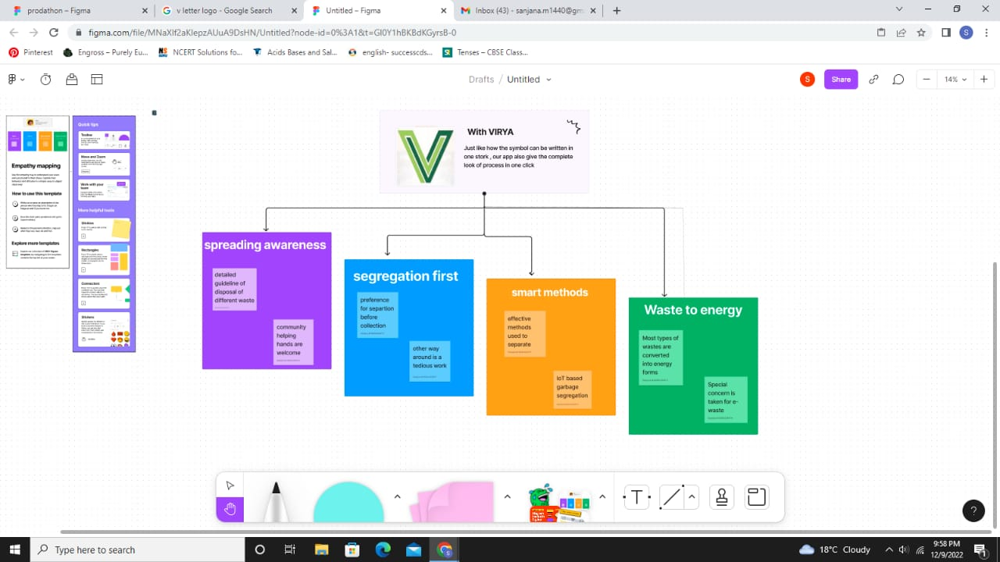 prodathon – Figma
v letter logo - Google Search
Untitled – Figma
Inbox (43) - sanjana.m1440@gm
figma.com/file/MNaXIf2aKlepzAUuA9DsHN/Untitled?node-id=0%3A1&t=GI0Y1hBKBdKGyrsB-0
S
Pinterest
Engross – Purely Eu...
NCERT Solutions fo...
Acids Bases and Sal...
english- successcds...
Tenses – CBSE Class...
Drafts / Untitled
S
Share
14%
Empathy mapping
How to use this template
Explore more templates
Quick tips
Toolbar
Move and Zoom
Work with your
team
More helpful tools
Stickies
Rectangles
Connectors
Stickers
With VIRYA
Just like how the symbol can be written in
one stork , our app also give the complete
look of process in one click
spreading awareness
detailed
guideline of
disposal of
different waste
community
helping
hands are
welcome
segregation first
preference
for separtion
before
collection
other way
around is a
tedious work
smart methods
effective
methods
used to
separate
IoT based
garbage
segregation
Waste to energy
Most types of
wastes are
converted
into energy
forms
Special
concern is
taken for e-
waste
T
?
Type here to search
18°C Cloudy
9:58 PM
12/9/2022